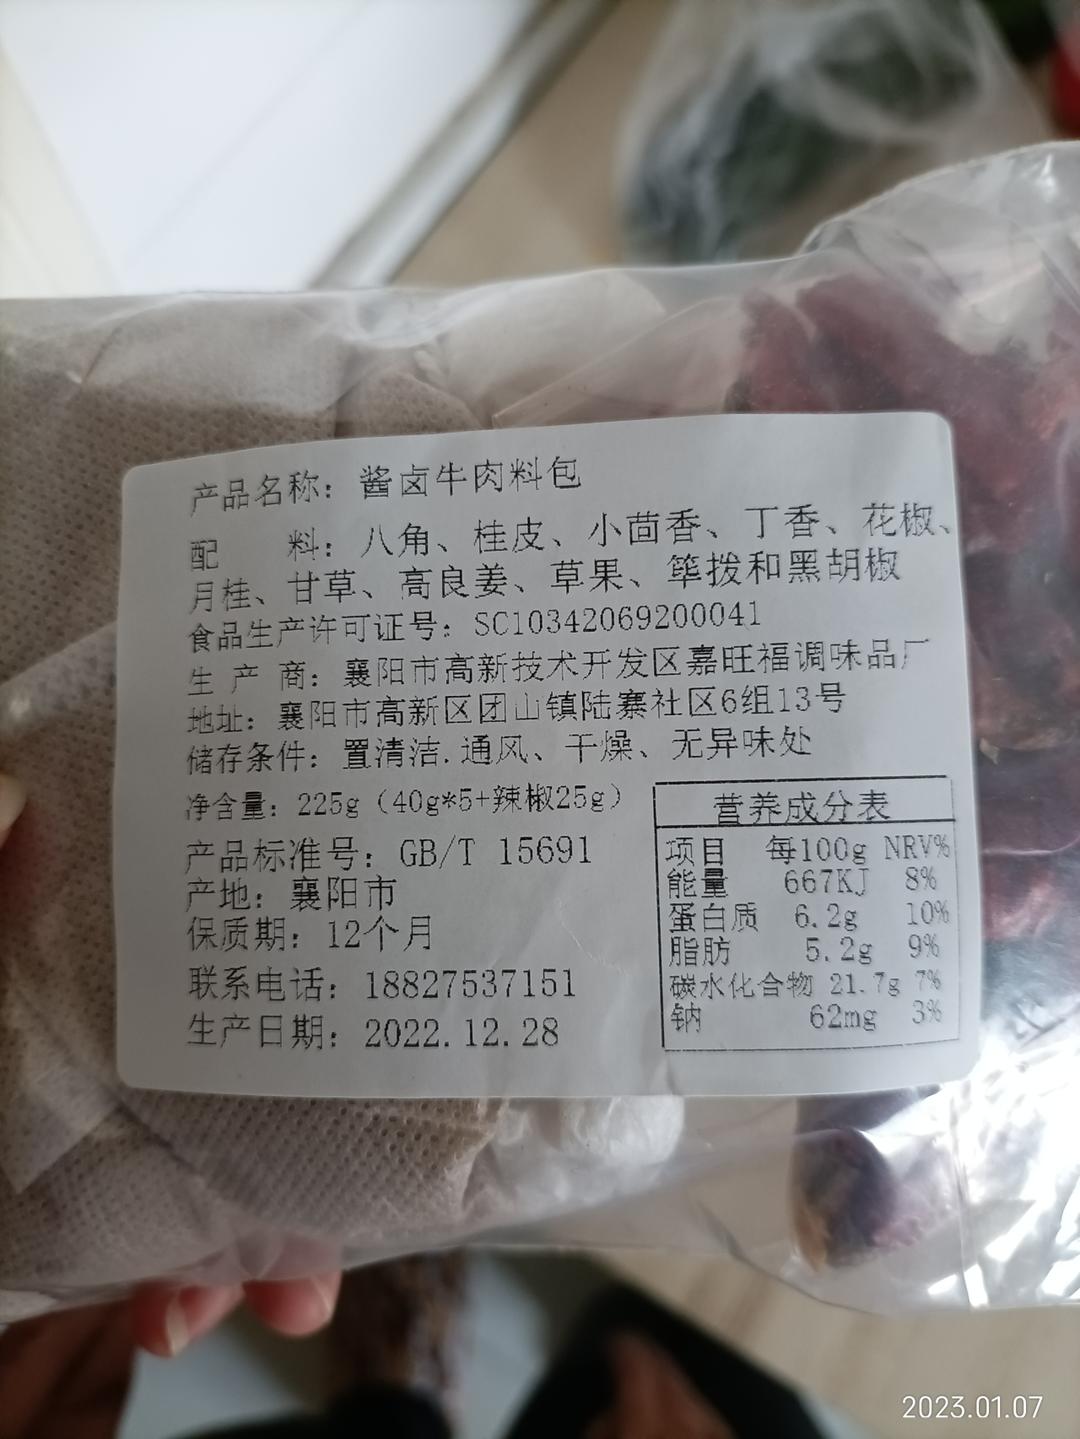 产品名称：酱卤牛肉料包
配　　料：八角、桂皮、小茴香、丁香、花椒、
月桂、甘草、高良姜、草果、荜拨和黑胡椒
食品生产许可证号：SC10342069200041
生 产 商：襄阳市高新技术开发区嘉旺福调味品厂
地址：襄阳市高新区团山镇陆寨社区6组13号
储存条件：置清洁.通风、干燥、无异味处
净含量：225g（40g*5+辣椒25g）
产品标准号：GB/T 15691
产地：襄阳市
保质期：12个月
联系电话：18827537151
生产日期：2022.12.28
营养成分表
项目 每100g NRV%
能量 667KJ 8%
蛋白质 6.2g 10%
脂肪 5.2g 9%
碳水化合物 21.7g 7%
钠 62mg 3%
2023.01.07